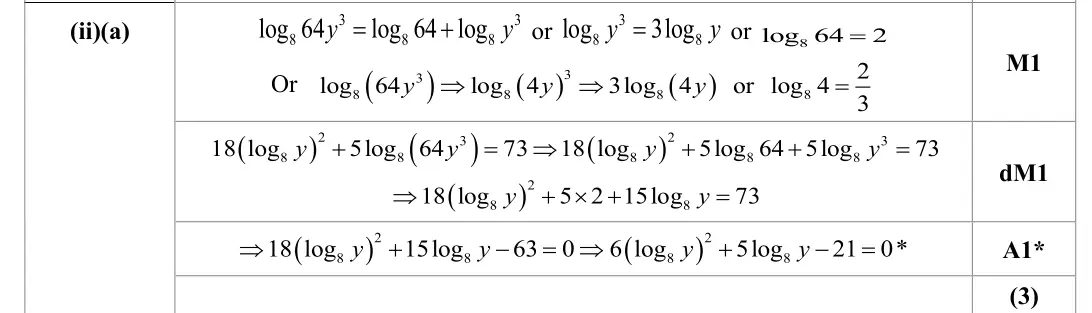 (ii)(a)
log₈ 64y³ = log₈ 64 + log₈ y³ or log₈ y³ = 3log₈ y or log₈ 64 = 2
Or log₈ (64y³) ⇒ log₈ (4y)³ ⇒ 3log₈ (4y) or log₈ 4 = 2/3
M1
18(log₈ y)² + 5log₈ (64y³) = 73 ⇒ 18(log₈ y)² + 5log₈ 64 + 5log₈ y³ = 73
⇒ 18(log₈ y)² + 5 × 2 + 15log₈ y = 73
dM1
⇒ 18(log₈ y)² + 15log₈ y − 63 = 0 ⇒ 6(log₈ y)² + 5log₈ y − 21 = 0 *
A1*
(3)